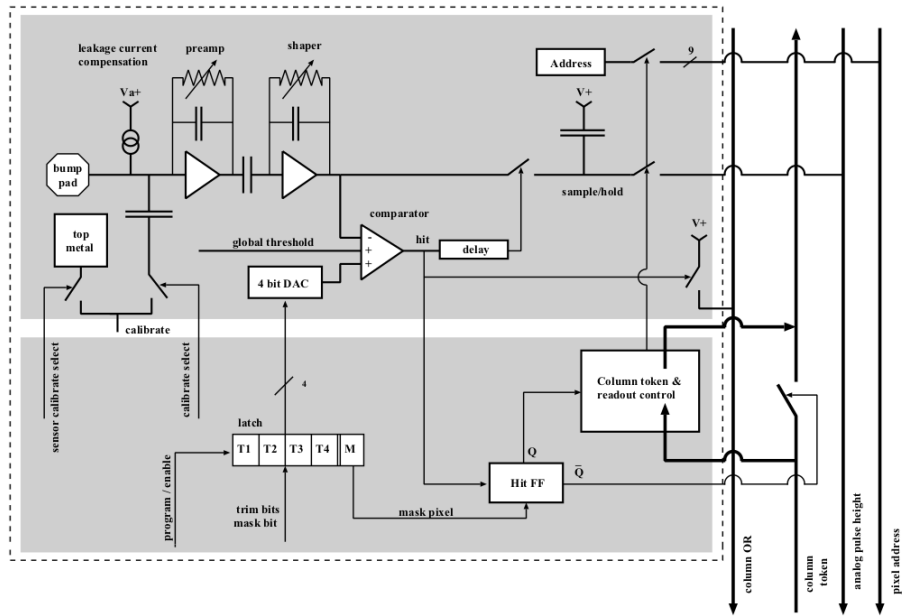 leakage current
compensation
preamp
shaper
Va+
Address
9
V+
bump
pad
sample/hold
top
metal
comparator
global threshold
-
+
+
hit
delay
V+
4 bit DAC
calibrate
sensor calibrate select
calibrate select
4
Column token &
readout control
latch
T1 T2 T3 T4 M
program / enable
trim bits
mask bit
mask pixel
Q
Q̅
Hit FF
column OR
column
token
analog pulse height
pixel address